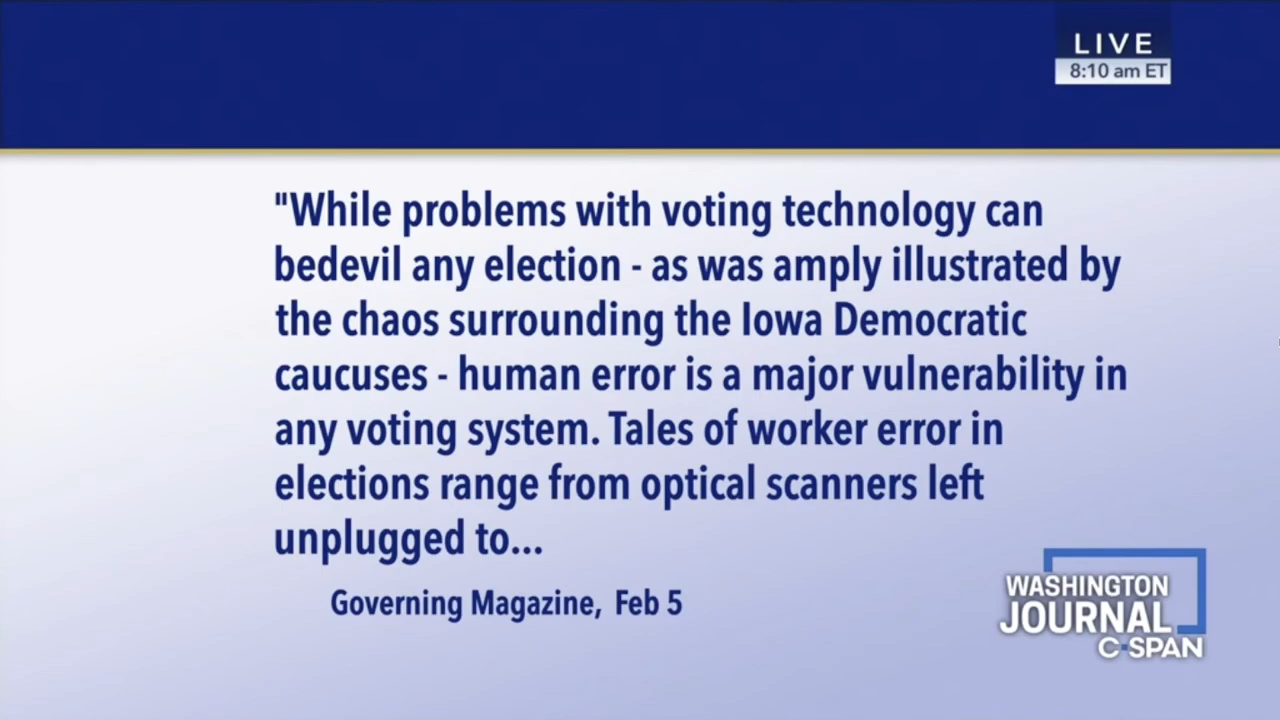 LIVE
8:10 am ET
"While problems with voting technology can
bedevil any election - as was amply illustrated by
the chaos surrounding the Iowa Democratic
caucuses - human error is a major vulnerability in
any voting system. Tales of worker error in
elections range from optical scanners left
unplugged to...
Governing Magazine, Feb 5
WASHINGTON
JOURNAL
C-SPAN